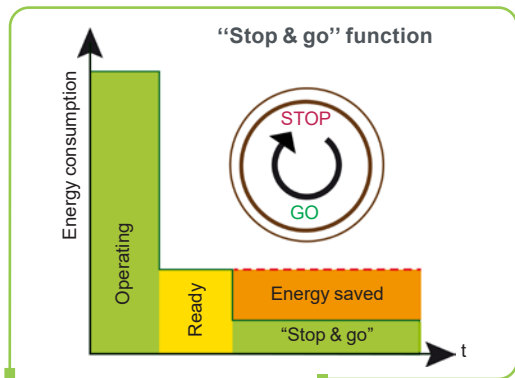 ''Stop & go'' function
Energy consumption
STOP
GO
Operating
Ready
Energy saved
“Stop & go”
t